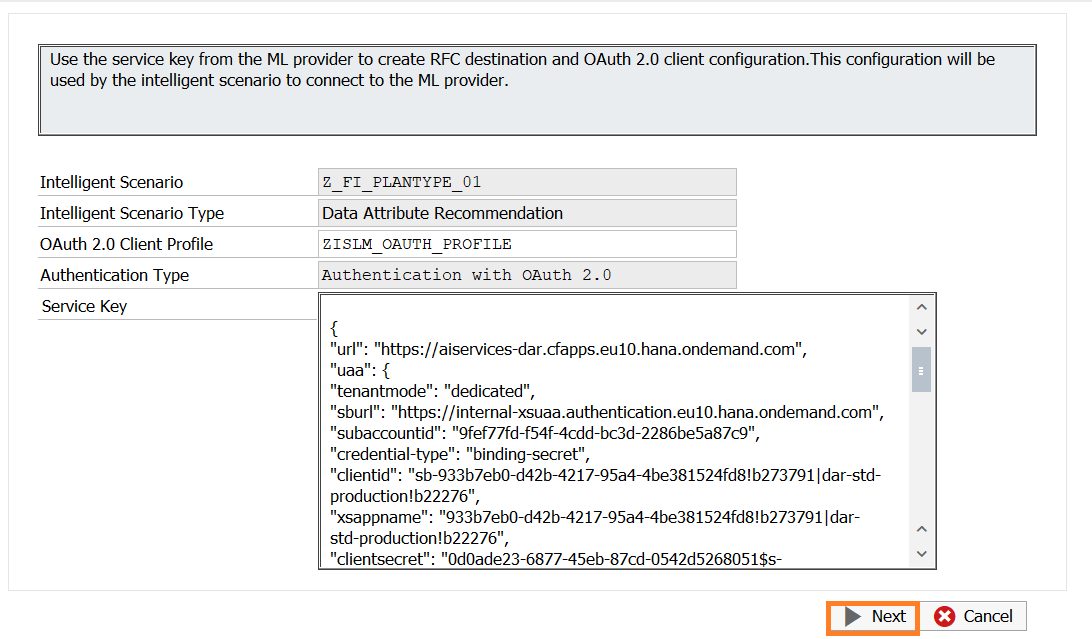 Use the service key from the ML provider to create RFC destination and OAuth 2.0 client configuration.This configuration will be
used by the intelligent scenario to connect to the ML provider.
Intelligent Scenario Z_FI_PLANTYPE_01
Intelligent Scenario Type Data Attribute Recommendation
OAuth 2.0 Client Profile ZISLM_OAUTH_PROFILE
Authentication Type Authentication with OAuth 2.0
Service Key
{
"url": "https://aiservices-dar.cfapps.eu10.hana.ondemand.com",
"uaa": {
"tenantmode": "dedicated",
"sburl": "https://internal-xsuaa.authentication.eu10.hana.ondemand.com",
"subaccountid": "9fef77fd-f54f-4cdd-bc3d-2286be5a87c9",
"credential-type": "binding-secret",
"clientid": "sb-933b7eb0-d42b-4217-95a4-4be381524fd8!b273791|dar-std-
production!b22276",
"xsappname": "933b7eb0-d42b-4217-95a4-4be381524fd8!b273791|dar-
std-production!b22276",
"clientsecret": "0d0ade23-6877-45eb-87cd-0542d5268051$s-
Next Cancel